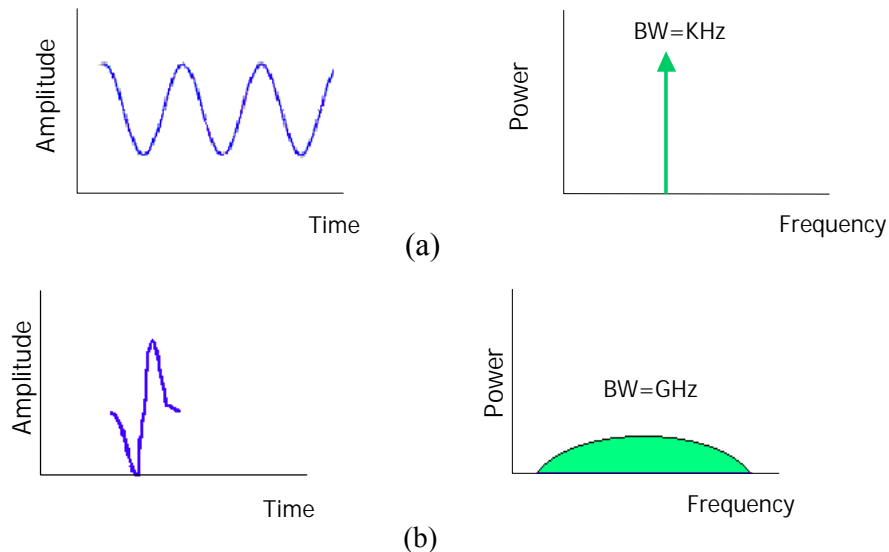 Amplitude
Time
BW=KHz
Power
Frequency
(a)
Amplitude
Time
BW=GHz
Power
Frequency
(b)